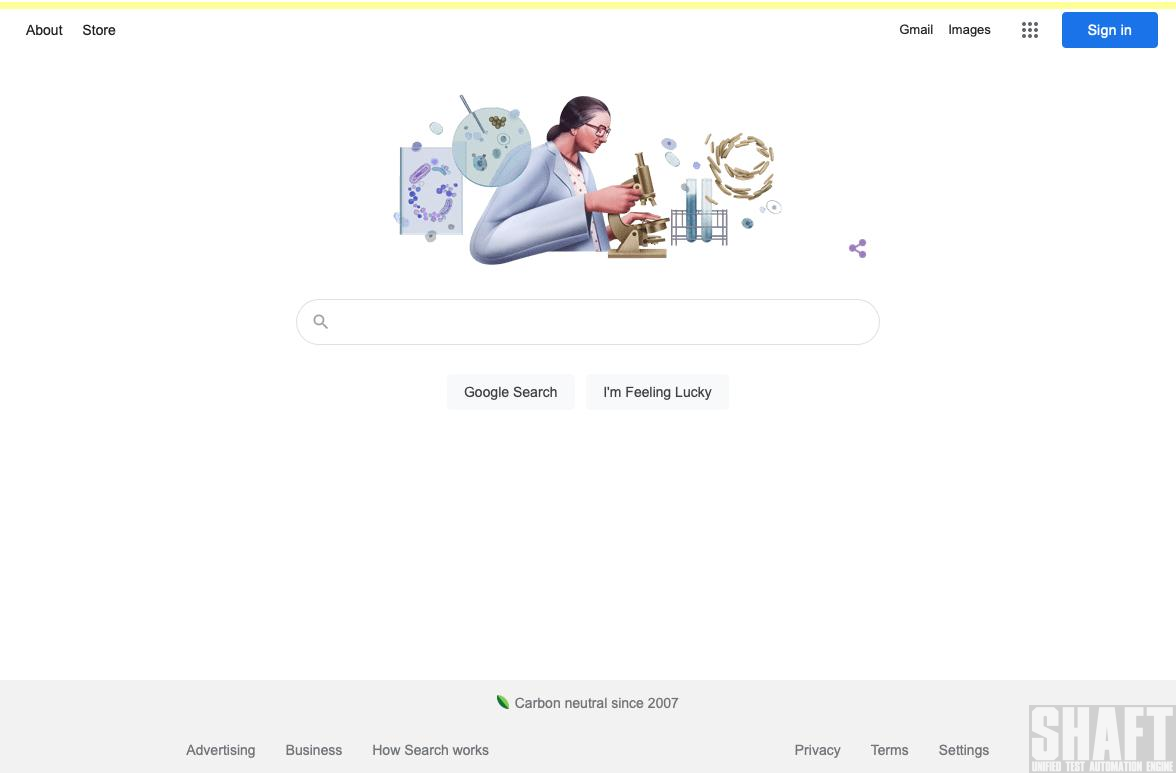 About Store Gmail Images Sign in
Google Search I'm Feeling Lucky
Carbon neutral since 2007
Advertising Business How Search works Privacy Terms Settings
SHAFT
UNIFIED TEST AUTOMATION ENGINE